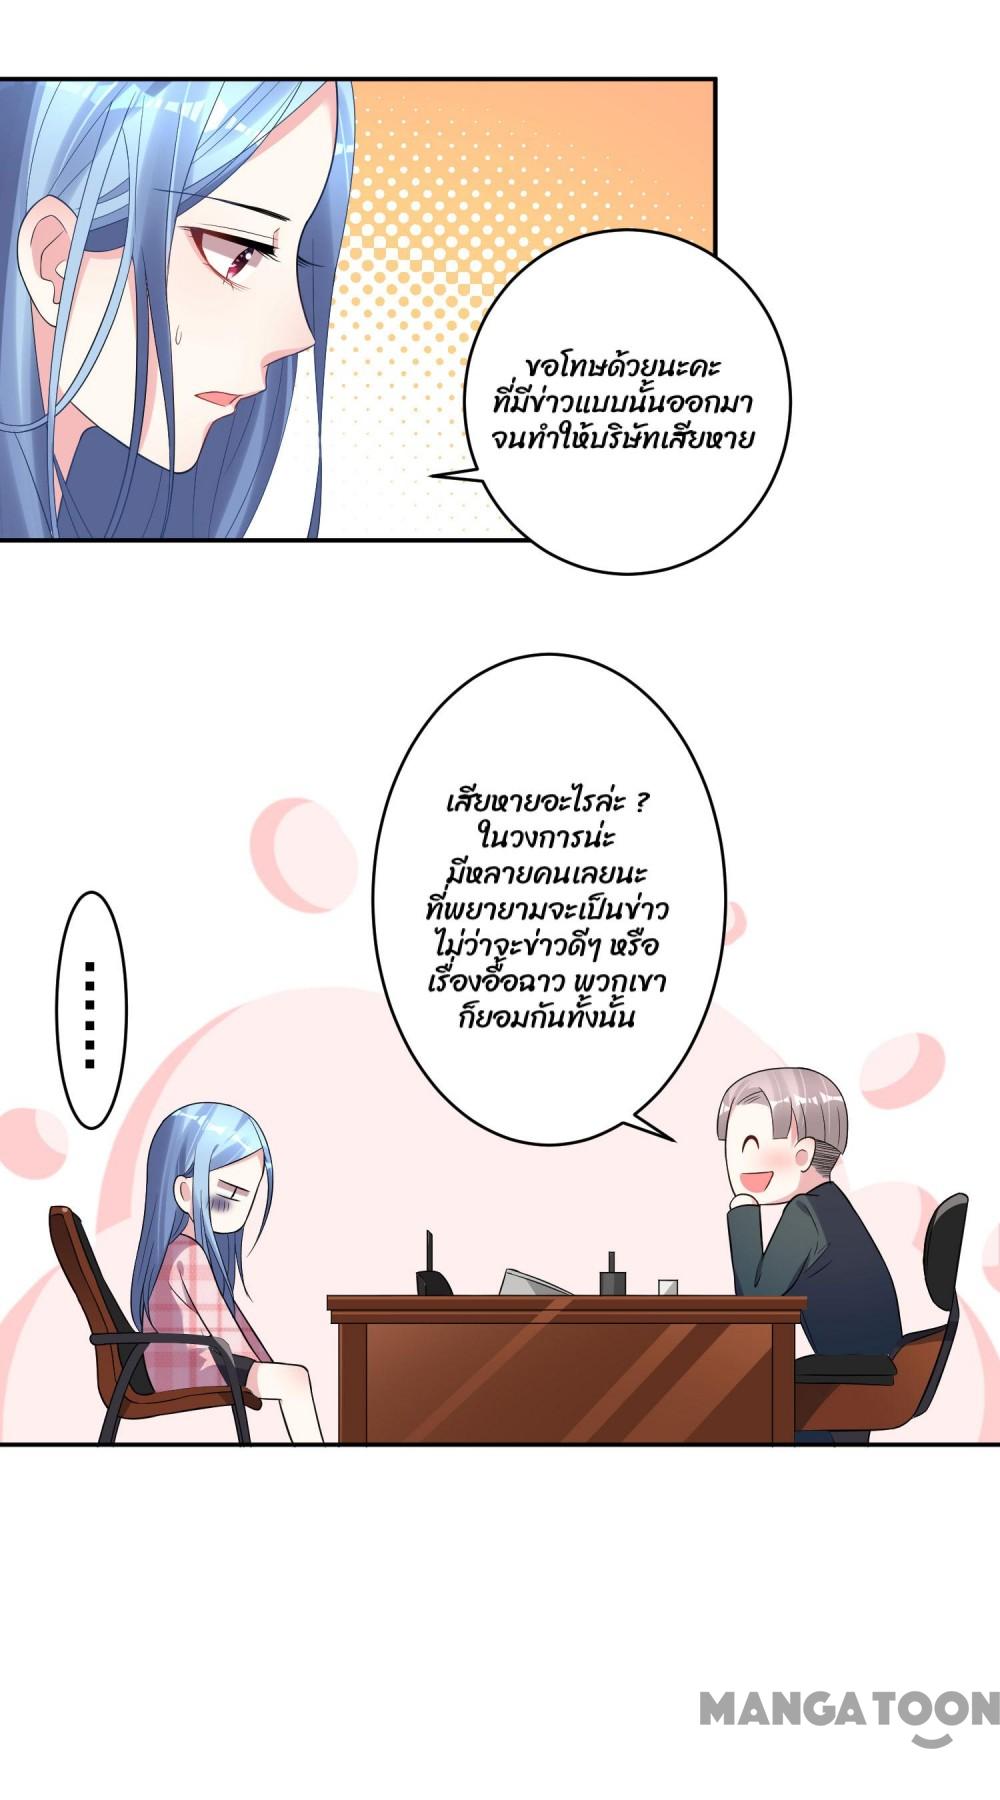 ขอโทษด้วยนะคะ
ที่มีข่าวแบบนั้นออกมา
จนทำให้บริษัทเสียหาย
เสียหายอะไรล่ะ ?
ในวงการน่ะ
มีหลายคนเลยนะ
ที่พยายามจะเป็นข่าว
ไม่ว่าจะข่าวดีๆ หรือ
เรื่องอื้อฉาว พวกเขา
ก็ยอมกันทั้งนั้น
......
MANGATOON